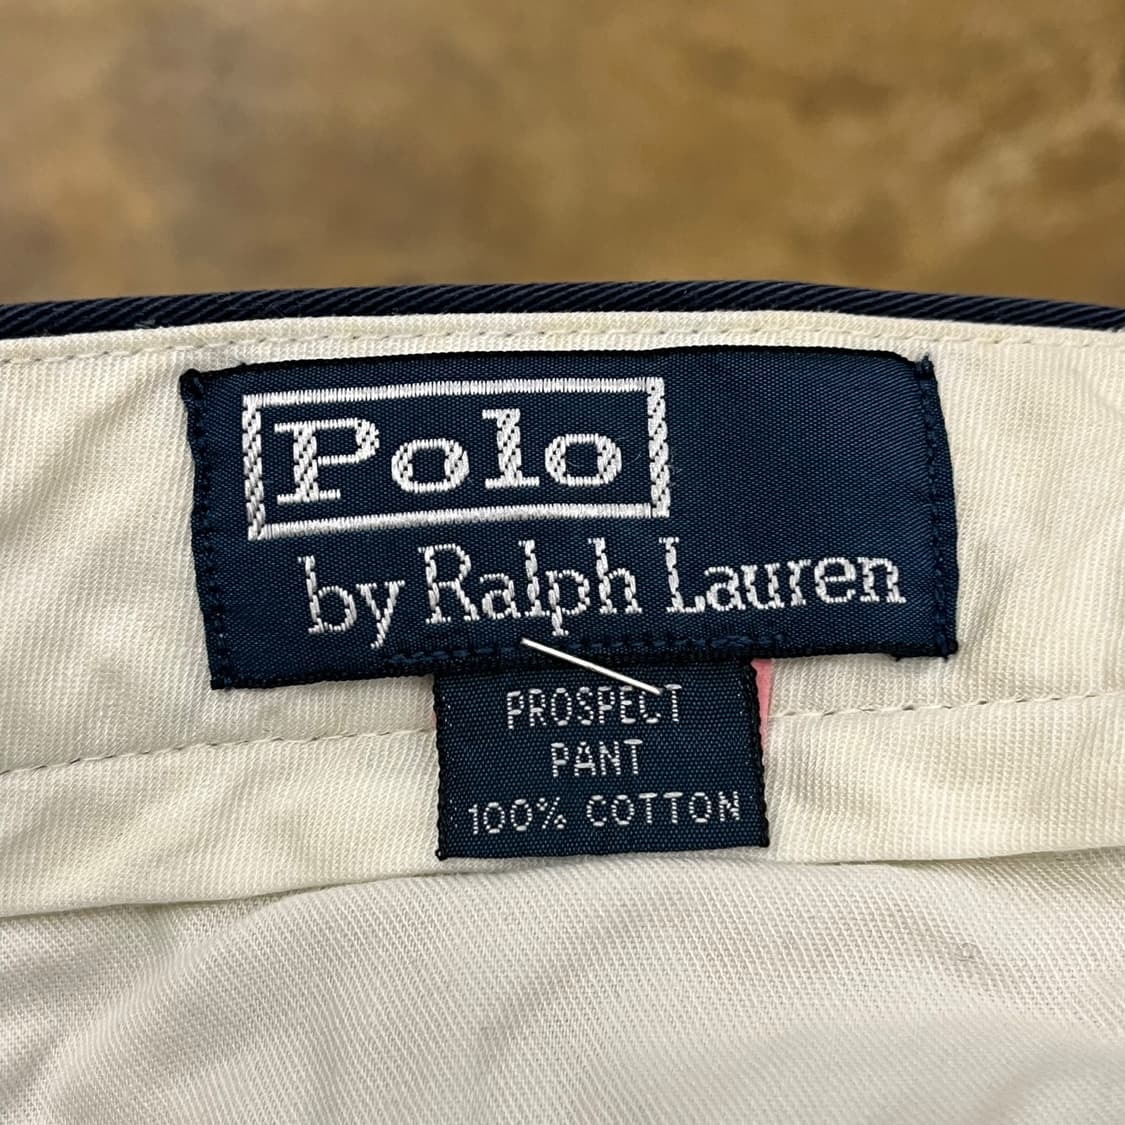 Polo
by Ralph Lauren
PROSPECT
PANT
100% COTTON